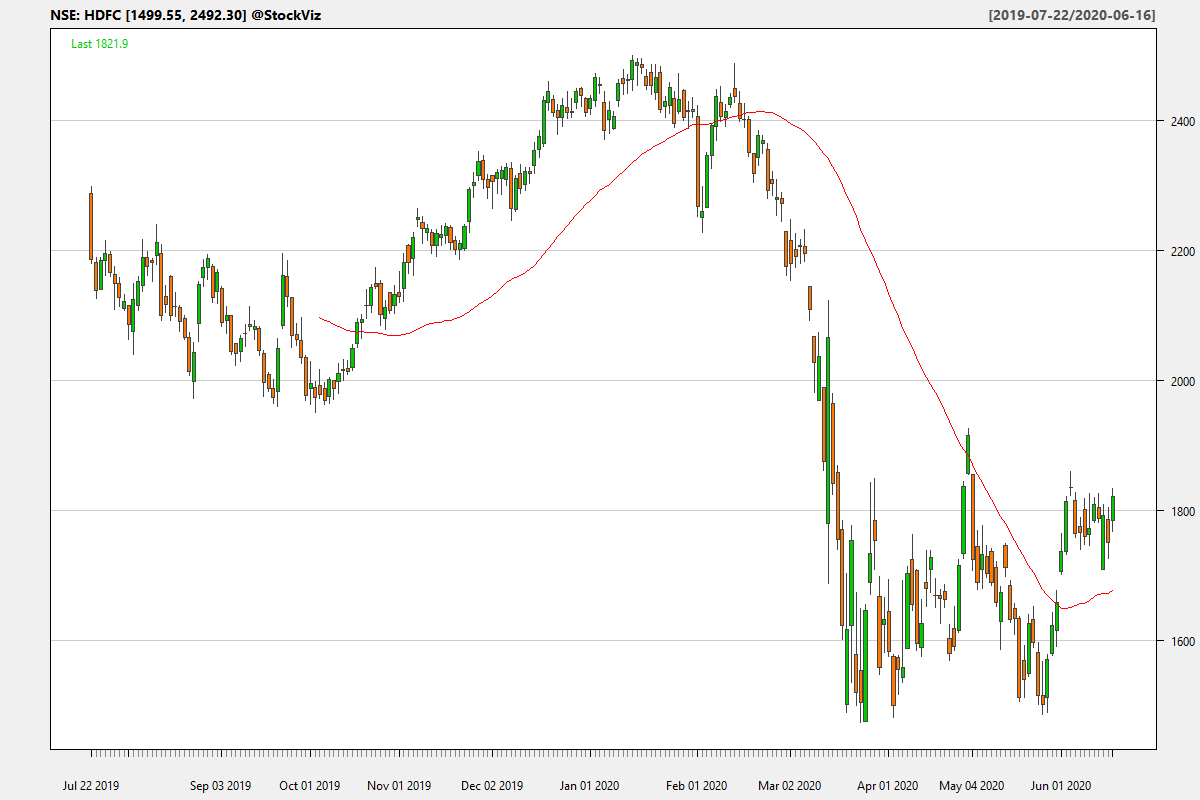 NSE: HDFC [1499.55, 2492.30] @StockViz
[2019-07-22/2020-06-16]
Last 1821.9
2400
2200
2000
1800
1600
Jul 22 2019 Sep 03 2019 Oct 01 2019 Nov 01 2019 Dec 02 2019 Jan 01 2020 Feb 01 2020 Mar 02 2020 Apr 01 2020 May 04 2020 Jun 01 2020